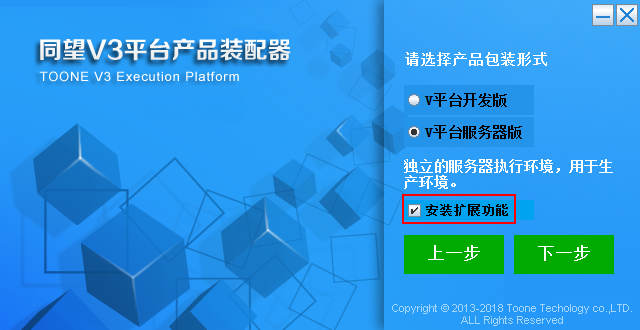 同望V3平台产品装配器
TOONE V3 Execution Platform
请选择产品包装形式
V平台开发版
V平台服务器版
独立的服务器执行环境，用于生
产环境。
安装扩展功能
上一步
下一步
Copyright © 2013-2018 Toone Techology co.,LTD.
ALL Rights Reserved